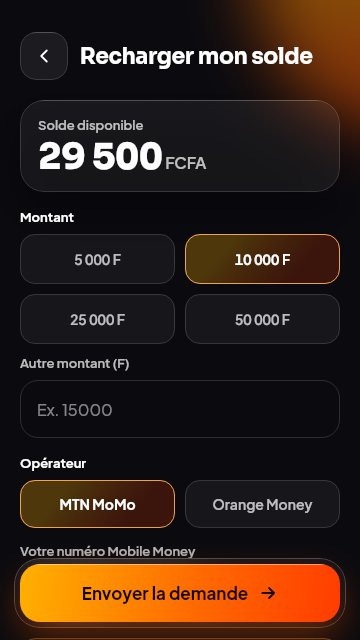 Recharger mon solde
Solde disponible
29 500 FCFA
Montant
5 000 F
10 000 F
25 000 F
50 000 F
Autre montant (F)
Ex. 15000
Opérateur
MTN MoMo
Orange Money
Votre numéro Mobile Money
Envoyer la demande →